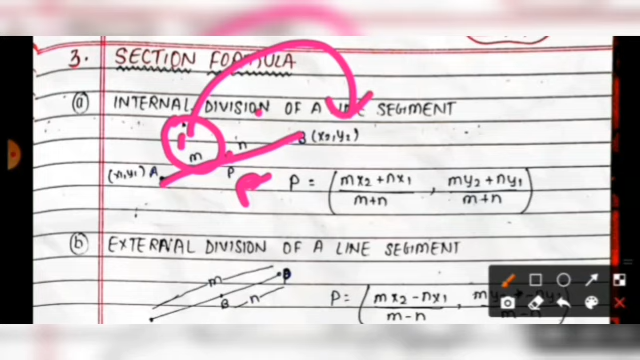 3. SECTION FORMULA
(a) INTERNAL DIVISION OF A LINE SEGMENT
m n B (x2,y2)
(x1,y1) A P P = ( mx2+nx1 / m+n , my2+ny1 / m+n )
(b) EXTERNAL DIVISION OF A LINE SEGMENT
m P
B n P = ( mx2-nx1 / m-n ,